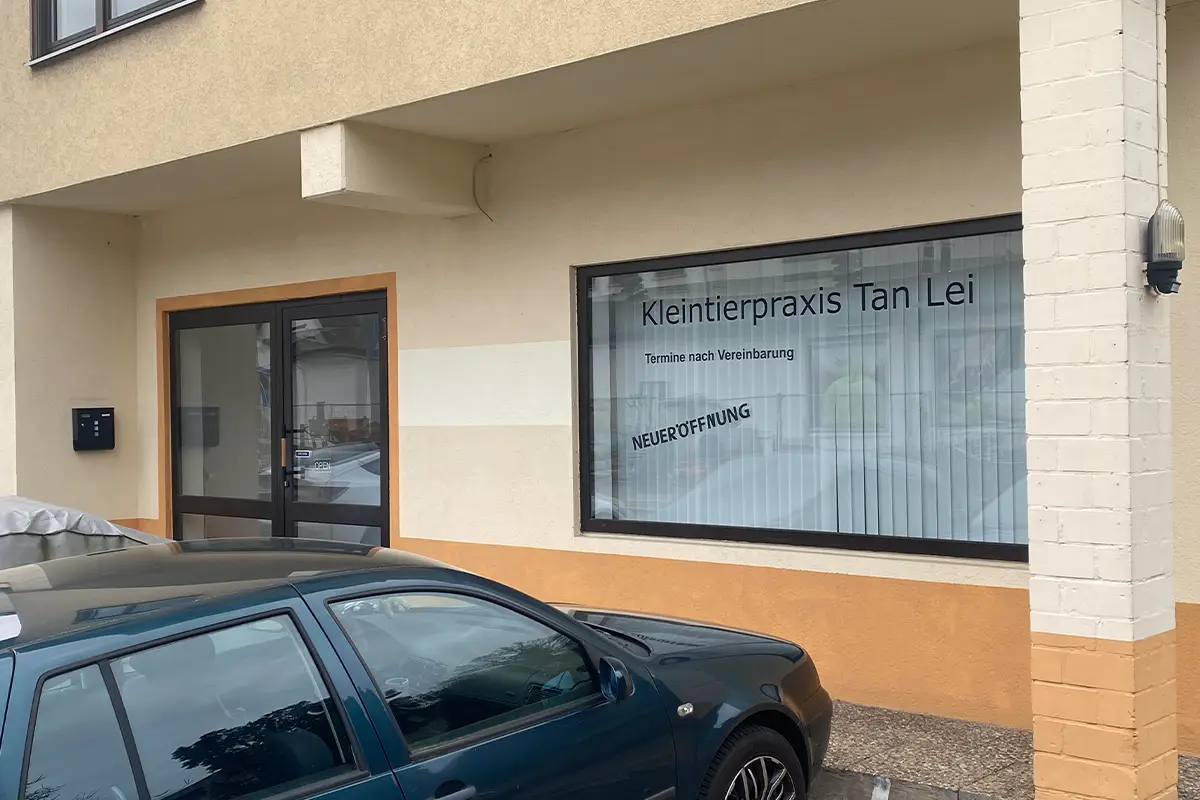 Kleintierpraxis Tan Lei
Termine nach Vereinbarung
NEUERÖFFNUNG
OPEN